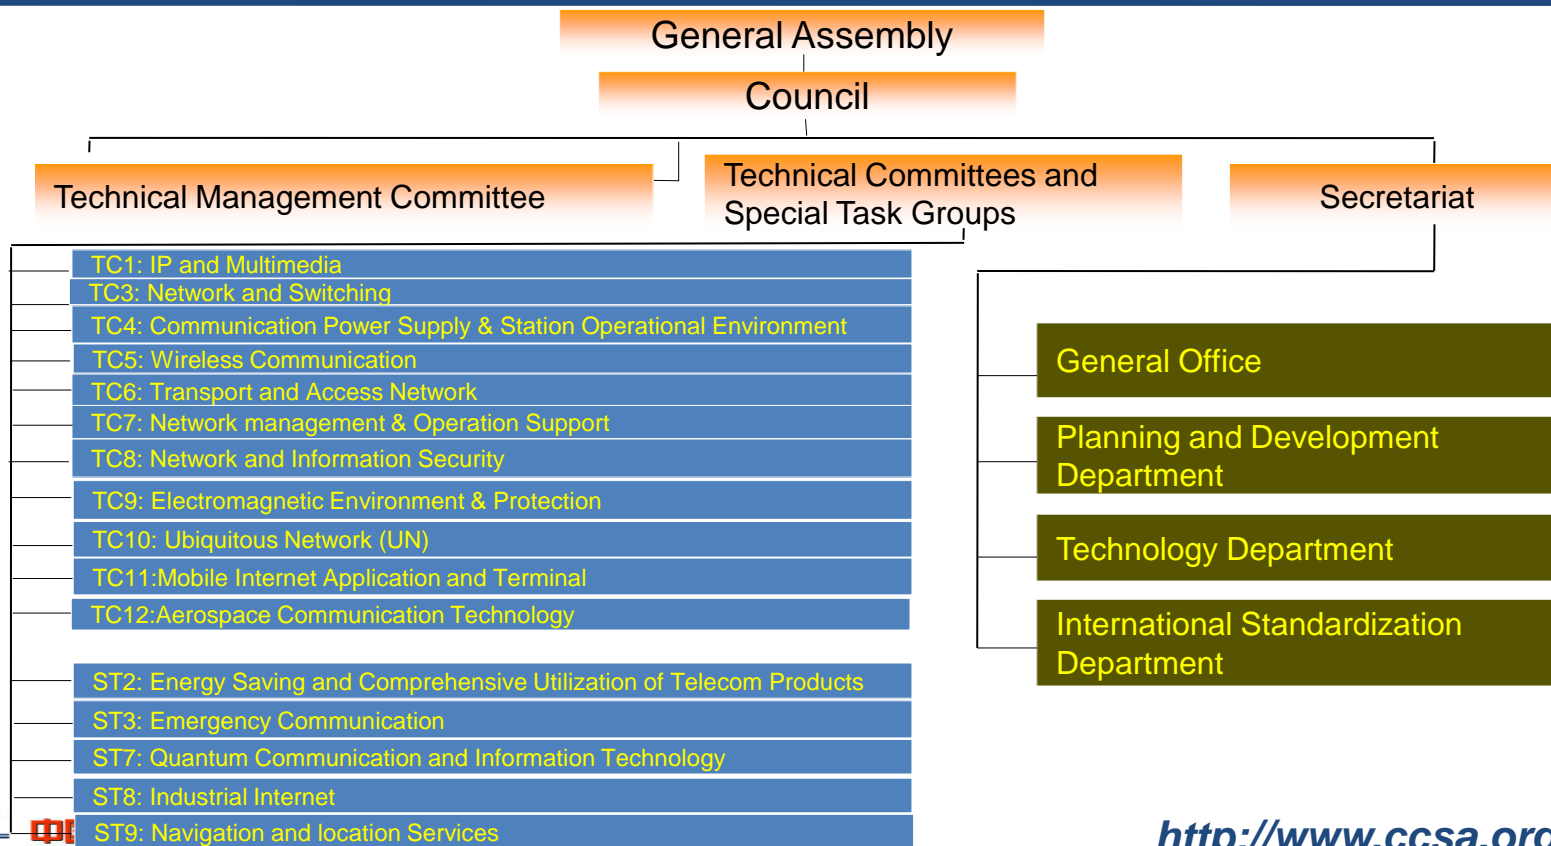 General Assembly
Council
Technical Management Committee
Technical Committees and
Special Task Groups
Secretariat
TC1: IP and Multimedia
TC3: Network and Switching
TC4: Communication Power Supply & Station Operational Environment
TC5: Wireless Communication
TC6: Transport and Access Network
TC7: Network management & Operation Support
TC8: Network and Information Security
TC9: Electromagnetic Environment & Protection
TC10: Ubiquitous Network (UN)
TC11:Mobile Internet Application and Terminal
TC12:Aerospace Communication Technology
ST2: Energy Saving and Comprehensive Utilization of Telecom Products
ST3: Emergency Communication
ST7: Quantum Communication and Information Technology
ST8: Industrial Internet
ST9: Navigation and location Services
General Office
Planning and Development
Department
Technology Department
International Standardization
Department
中
http://www.ccsa.org